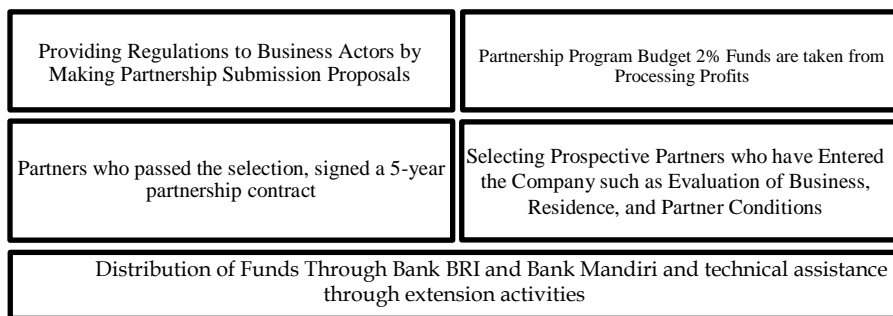 Providing Regulations to Business Actors by
Making Partnership Submission Proposals
Partnership Program Budget 2% Funds are taken from
Processing Profits
Partners who passed the selection, signed a 5-year
partnership contract
Selecting Prospective Partners who have Entered
the Company such as Evaluation of Business,
Residence, and Partner Conditions
Distribution of Funds Through Bank BRI and Bank Mandiri and technical assistance
through extension activities